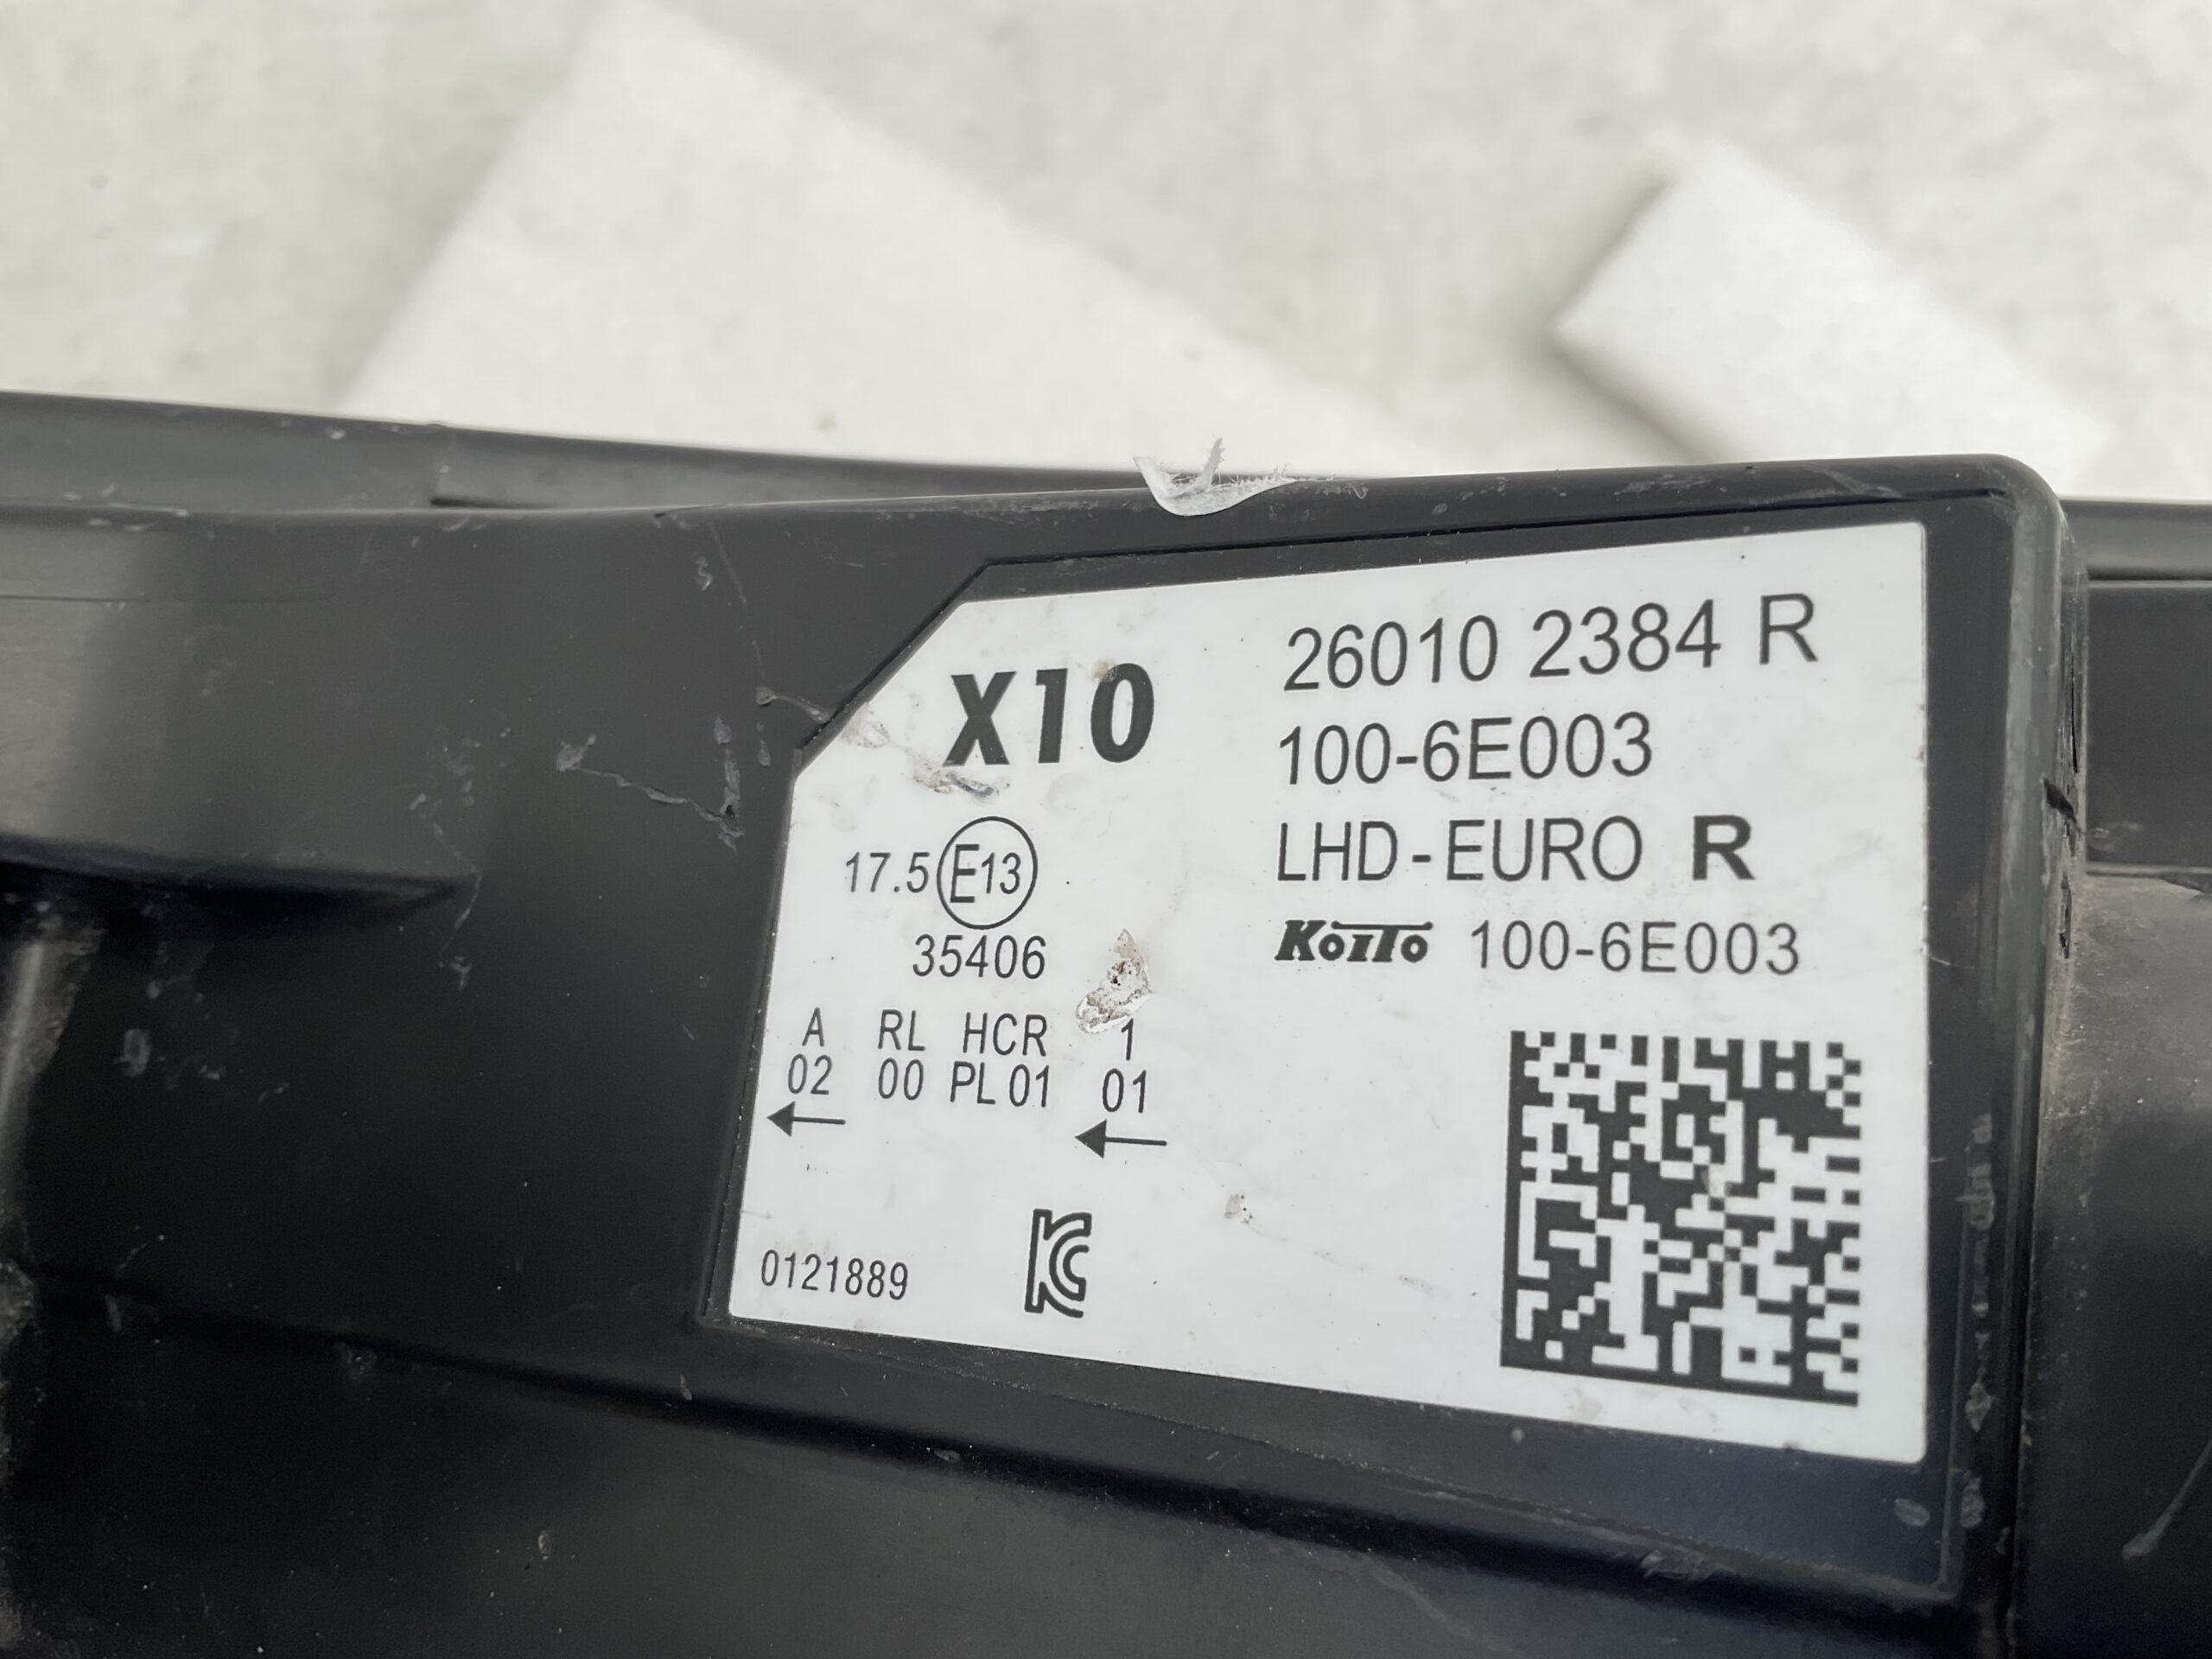 X10
26010 2384 R
100-6E003
LHD-EURO R
KOITO 100-6E003
17.5 E13
35406
A RL HCR 1
02 00 PL 01 01
0121889
KC